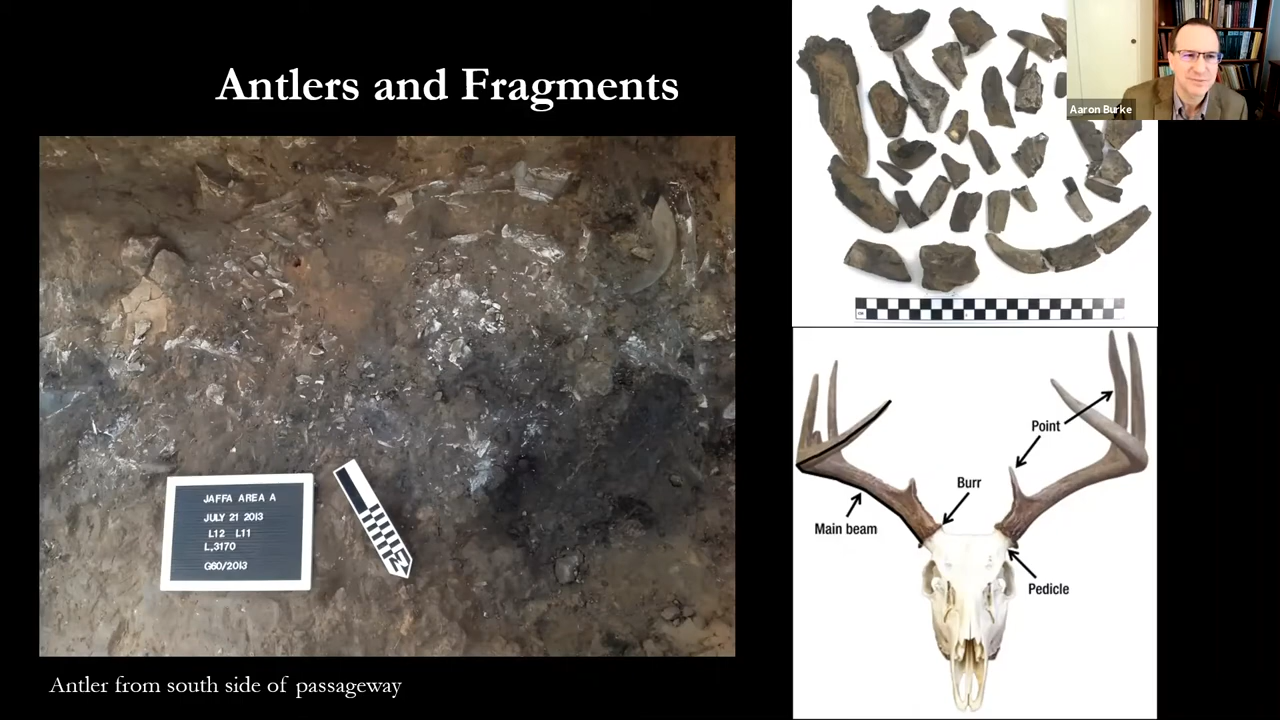 Antlers and Fragments
JAFFA AREA A
JULY 21 2013
L12 L11
L,3170
G60/2013
Antler from south side of passageway
Aaron Burke
Point
Burr
Main beam
Pedicle